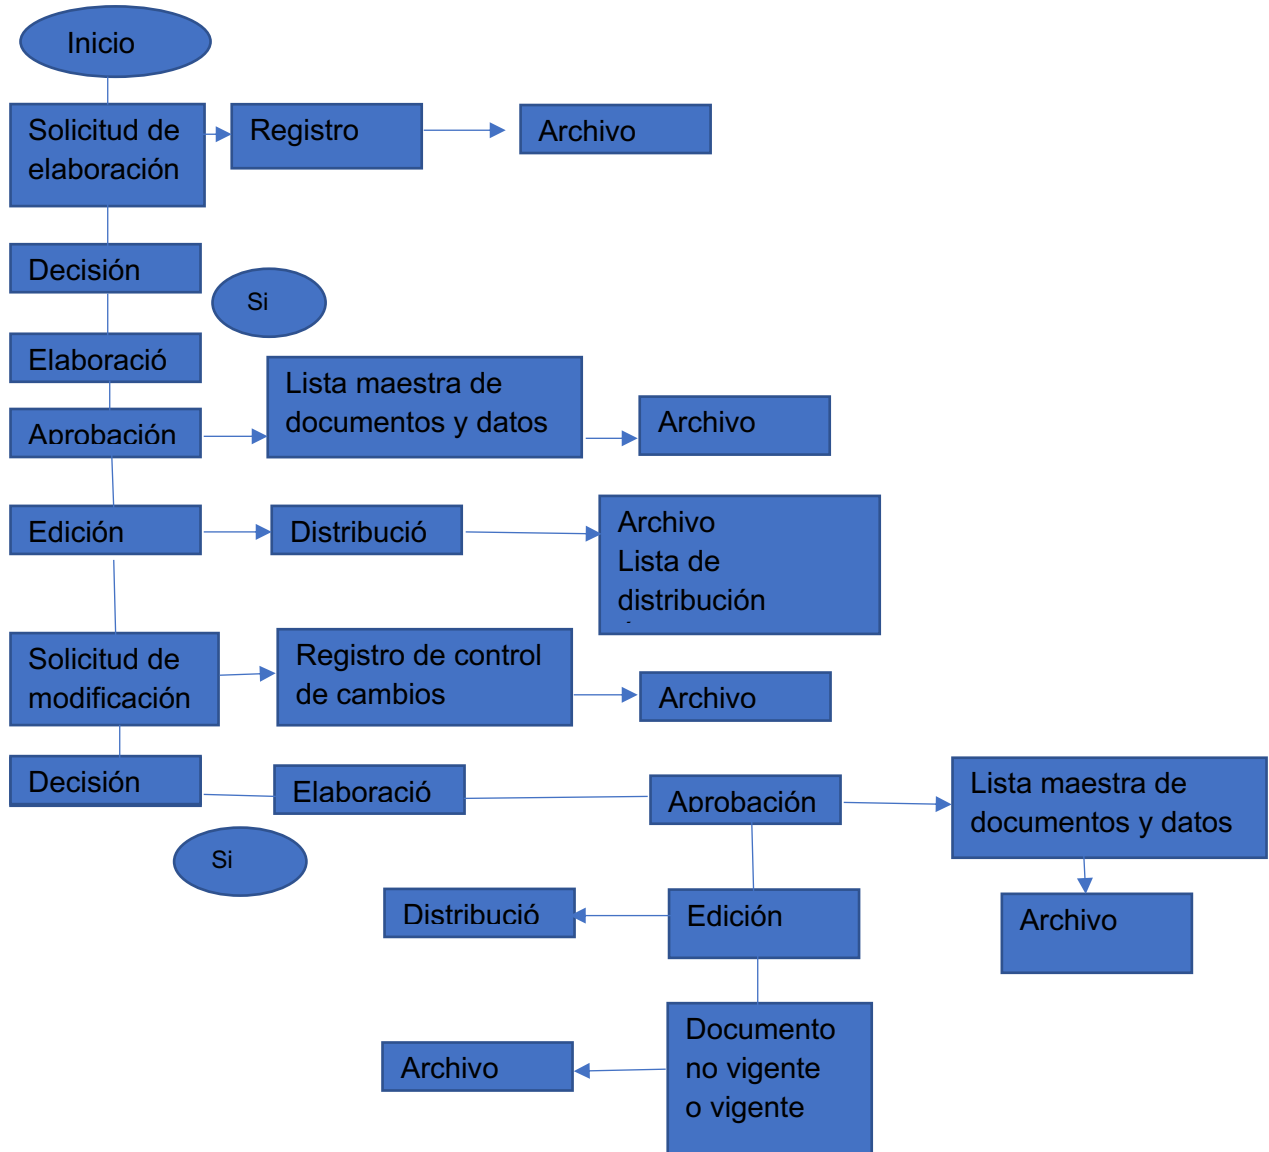 Inicio
Solicitud de
elaboración
Registro
Archivo
Decisión
Si
Elaboració
Lista maestra de
documentos y datos
Archivo
Aprobación
Edición
Distribució
Archivo
Lista de
distribución
Solicitud de
modificación
Registro de control
de cambios
Archivo
Decisión
Elaboració
Aprobación
Lista maestra de
documentos y datos
Si
Distribució
Edición
Archivo
Documento
no vigente
o vigente
Archivo